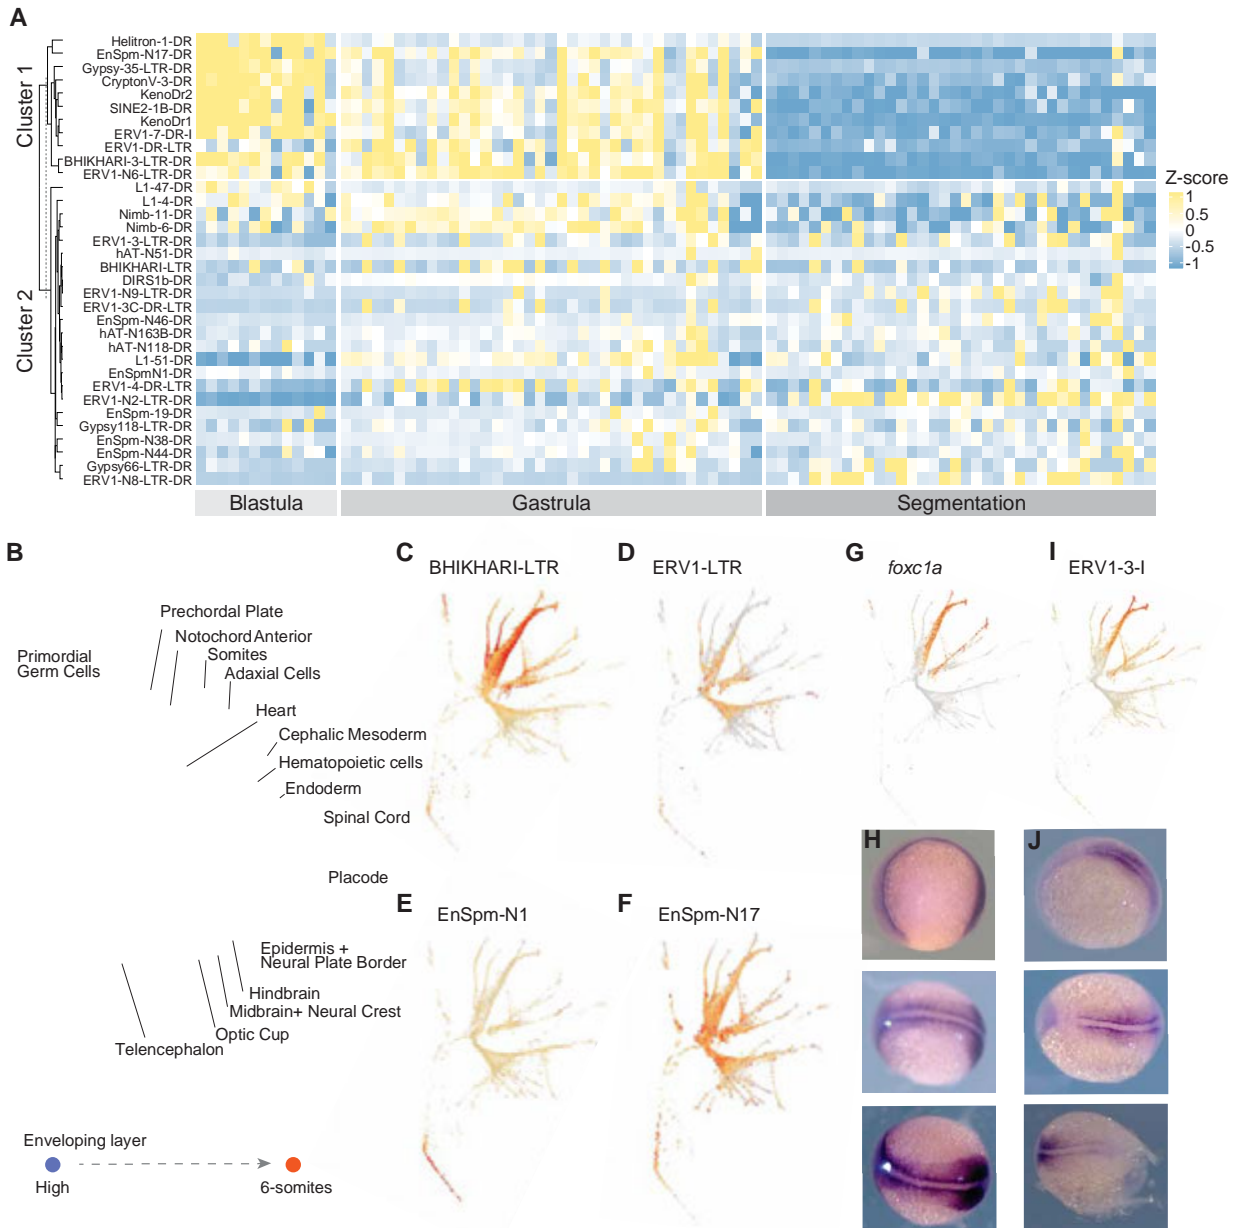 A
Cluster 1
Cluster 2
Helitron-1-DR
EnSpm-N17-DR
Gypsy-35-LTR-DR
CryptonV-3-DR
KenoDr2
SINE2-1B-DR
KenoDr1
ERV1-7-DR-I
ERV1-DR-LTR
BHIKHARI-3-LTR-DR
ERV1-N6-LTR-DR
L1-47-DR
L1-4-DR
Nimb-11-DR
Nimb-6-DR
ERV1-3-LTR-DR
hAT-N51-DR
BHIKHARI-LTR
DIRS1b-DR
ERV1-N9-LTR-DR
ERV1-3C-DR-LTR
EnSpm-N46-DR
hAT-N163B-DR
hAT-N118-DR
L1-51-DR
EnSpmN1-DR
ERV1-4-DR-LTR
ERV1-N2-LTR-DR
EnSpm-19-DR
Gypsy118-LTR-DR
EnSpm-N38-DR
EnSpm-N44-DR
Gypsy66-LTR-DR
ERV1-N8-LTR-DR
Z-score
1
0.5
0
-0.5
-1
Blastula
Gastrula
Segmentation
B
Prechordal Plate
Notochord Anterior
Somites
Primordial
Germ Cells
Adaxial Cells
Heart
Cephalic Mesoderm
Hematopoietic cells
Endoderm
Spinal Cord
Placode
Epidermis +
Neural Plate Border
Hindbrain
Midbrain+ Neural Crest
Optic Cup
Telencephalon
Enveloping layer
High
6-somites
C
BHIKHARI-LTR
D
ERV1-LTR
E
EnSpm-N1
F
EnSpm-N17
G
foxc1a
I
ERV1-3-I
H
J